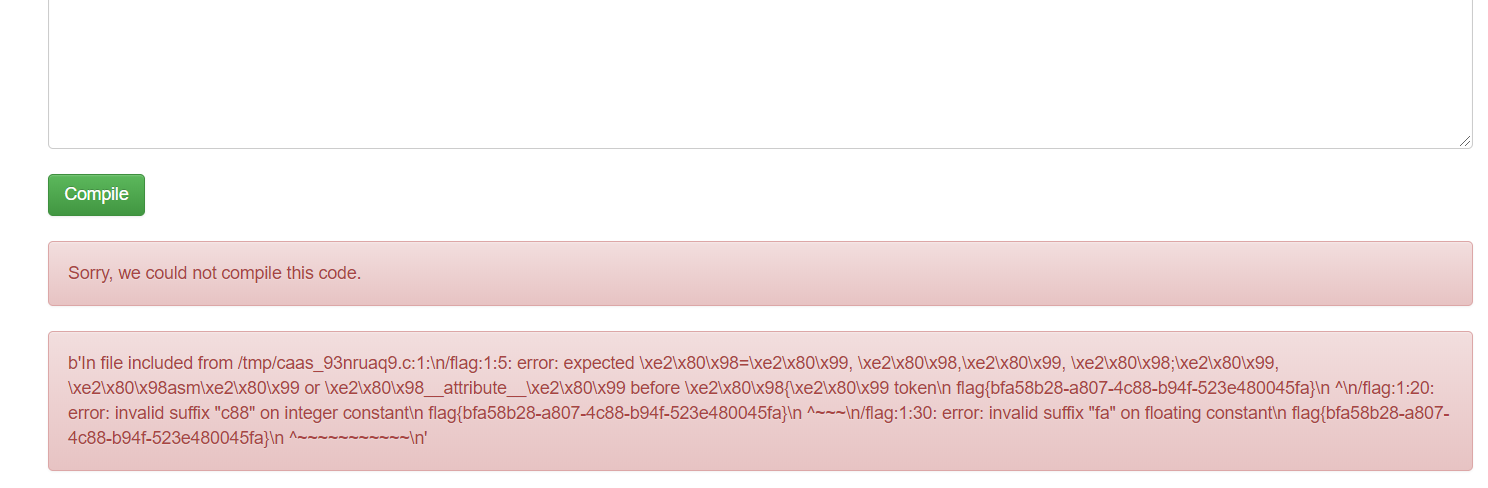 Compile
Sorry, we could not compile this code.
b'In file included from /tmp/caas_93nruaq9.c:1:\n/flag:1:5: error: expected \xe2\x80\x98=\xe2\x80\x99, \xe2\x80\x98,\xe2\x80\x99, \xe2\x80\x98;\xe2\x80\x99,
\xe2\x80\x98asm\xe2\x80\x99 or \xe2\x80\x98__attribute__\xe2\x80\x99 before \xe2\x80\x98{\xe2\x80\x99 token\n flag{bfa58b28-a807-4c88-b94f-523e480045fa}\n ^\n/flag:1:20:
error: invalid suffix "c88" on integer constant\n flag{bfa58b28-a807-4c88-b94f-523e480045fa}\n ^~~~\n/flag:1:30: error: invalid suffix "fa" on floating constant\n flag{bfa58b28-a807-
4c88-b94f-523e480045fa}\n ^~~~~~~~~~~~\n'